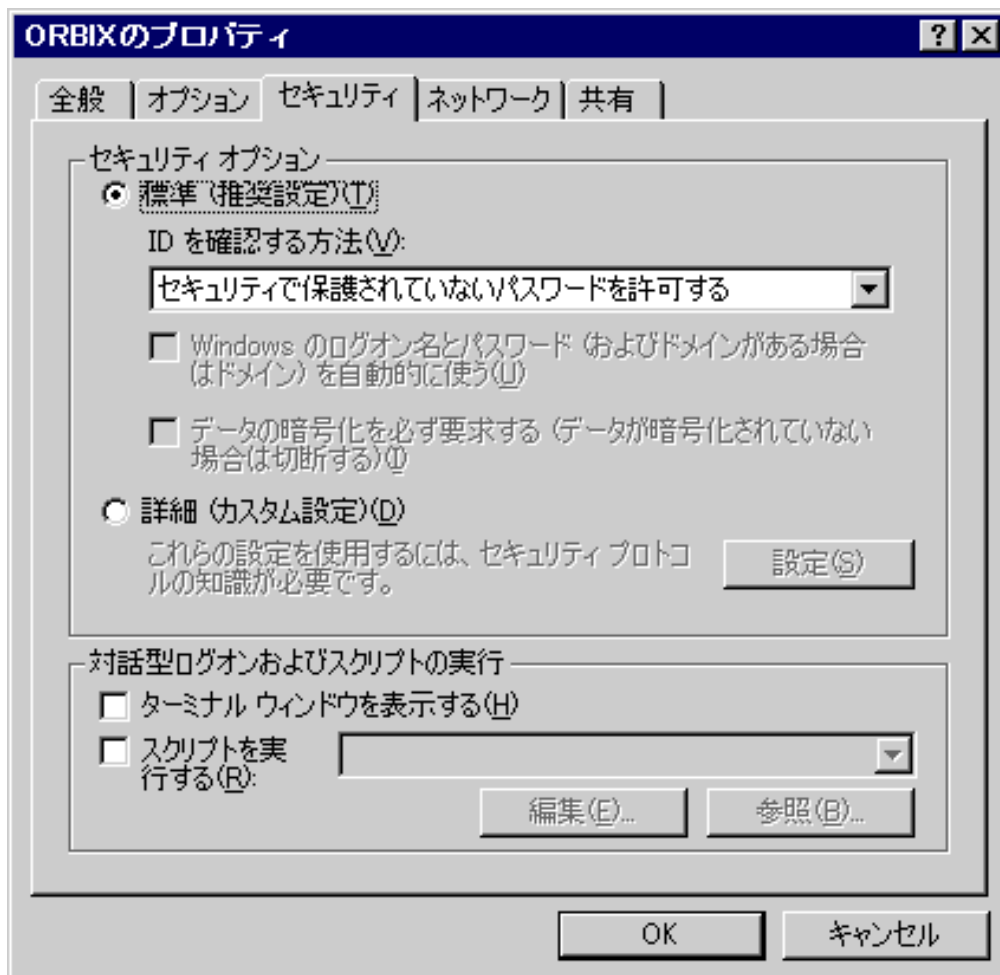 ORBIXのプロパティ
全般 オプション セキュリティ ネットワーク 共有
セキュリティ オプション
標準 (推奨設定)(T)
ID を確認する方法(V):
セキュリティで保護されていないパスワードを許可する
Windows のログオン名とパスワード (およびドメインがある場合
はドメイン) を自動的に使う(U)
データの暗号化を必ず要求する (データが暗号化されていない
場合は切断する)(I)
詳細 (カスタム設定)(D)
これらの設定を使用するには、セキュリティ プロトコ
ルの知識が必要です。
設定(S)
対話型ログオンおよびスクリプトの実行
ターミナル ウィンドウを表示する(H)
スクリプトを実
行する(R):
編集(E)... 参照(B)...
OK キャンセル